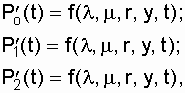 P′₀(t) = f(λ, μ, r, y, t);
P′₁(t) = f(λ, μ, r, y, t);
P′₂(t) = f(λ, μ, r, y, t),